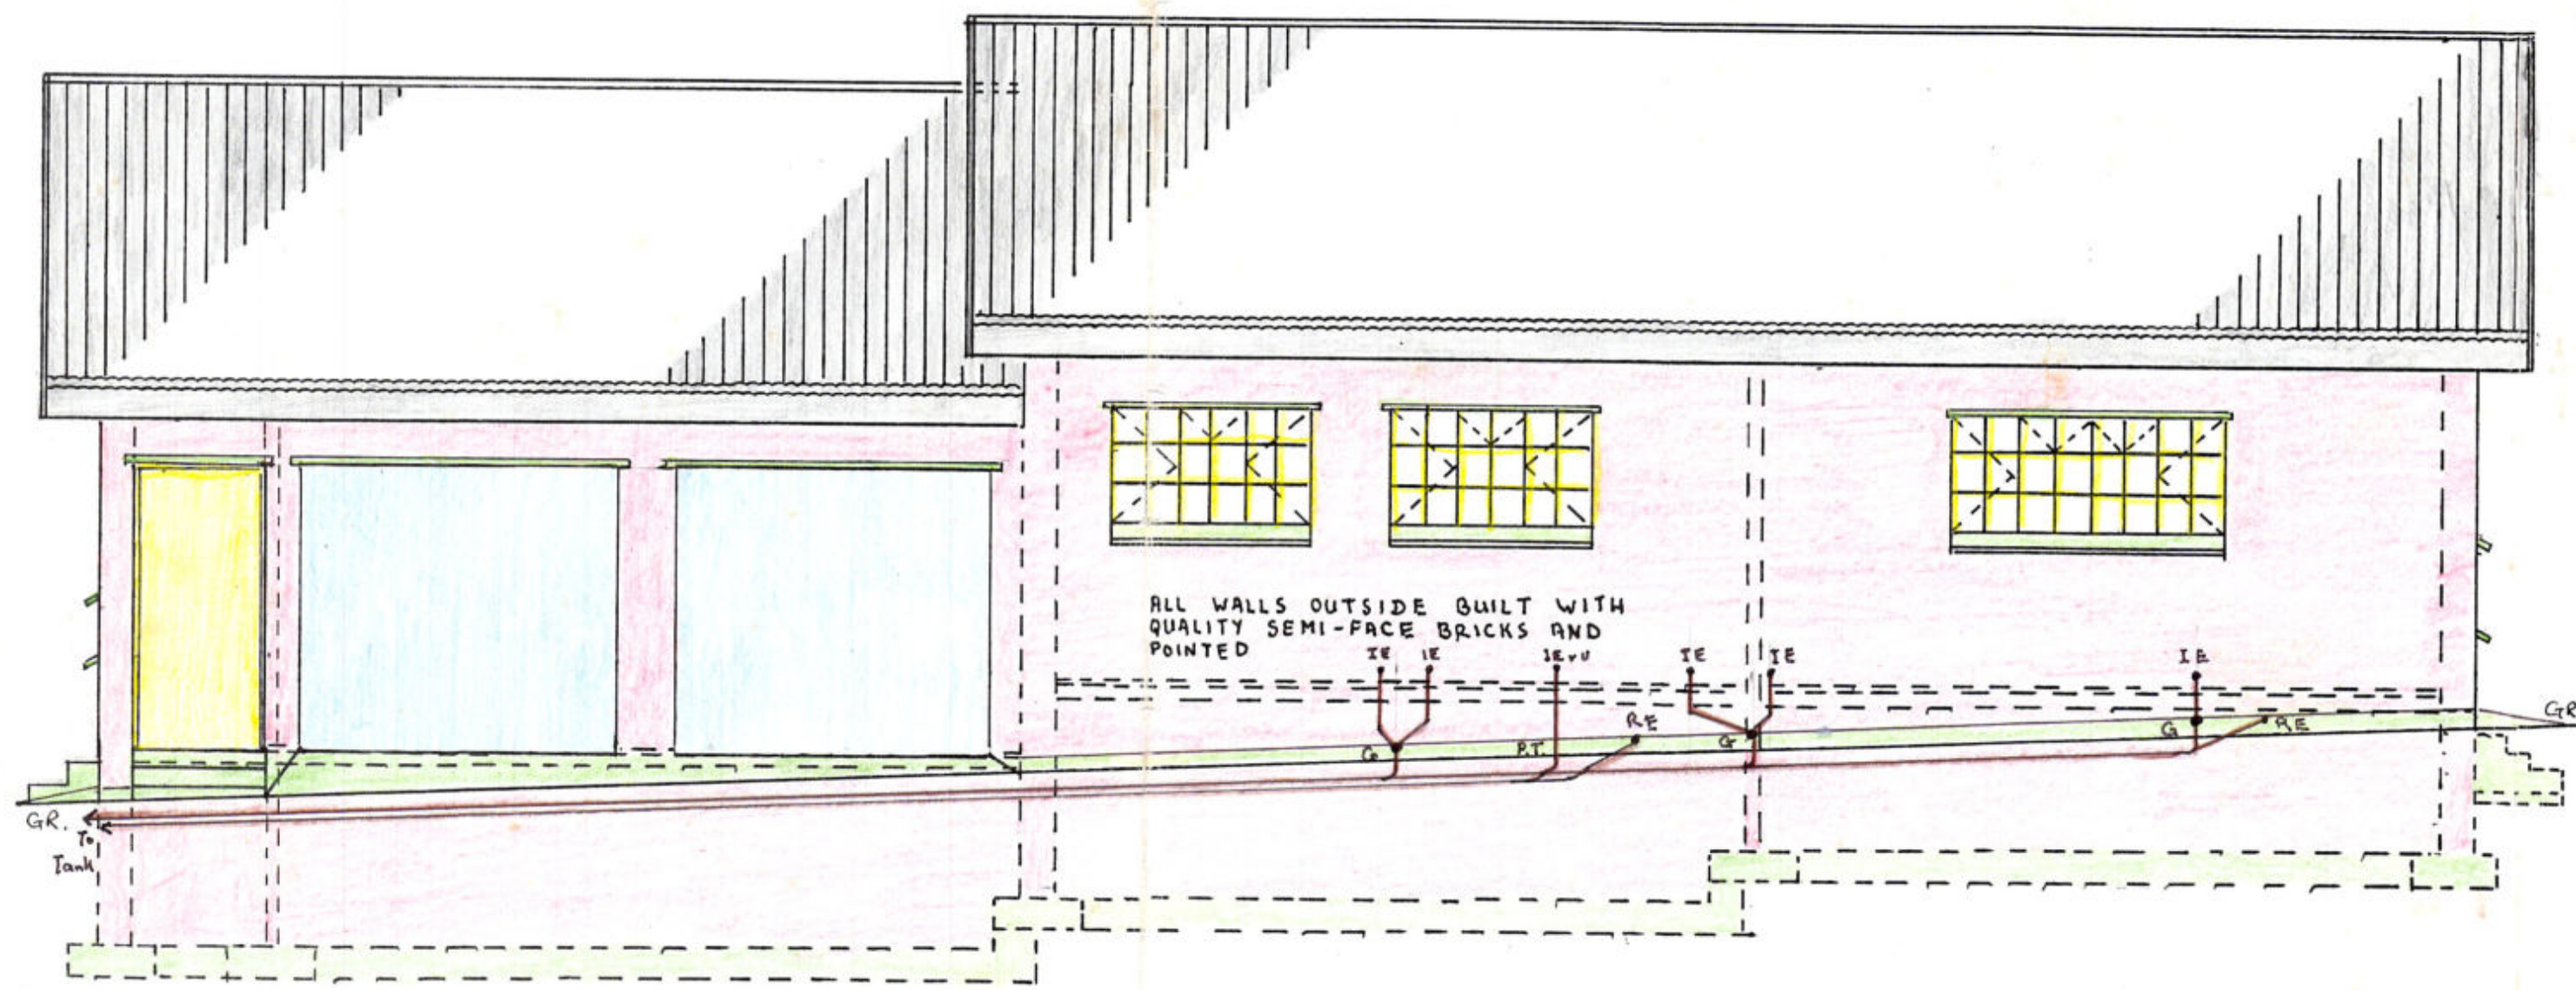 ALL WALLS OUTSIDE BUILT WITH
QUALITY SEMI-FACE BRICKS AND
POINTED
IE IE IE+U IE IE IE
RE
G P.T. G G RE
GR
GR.
To
Tank